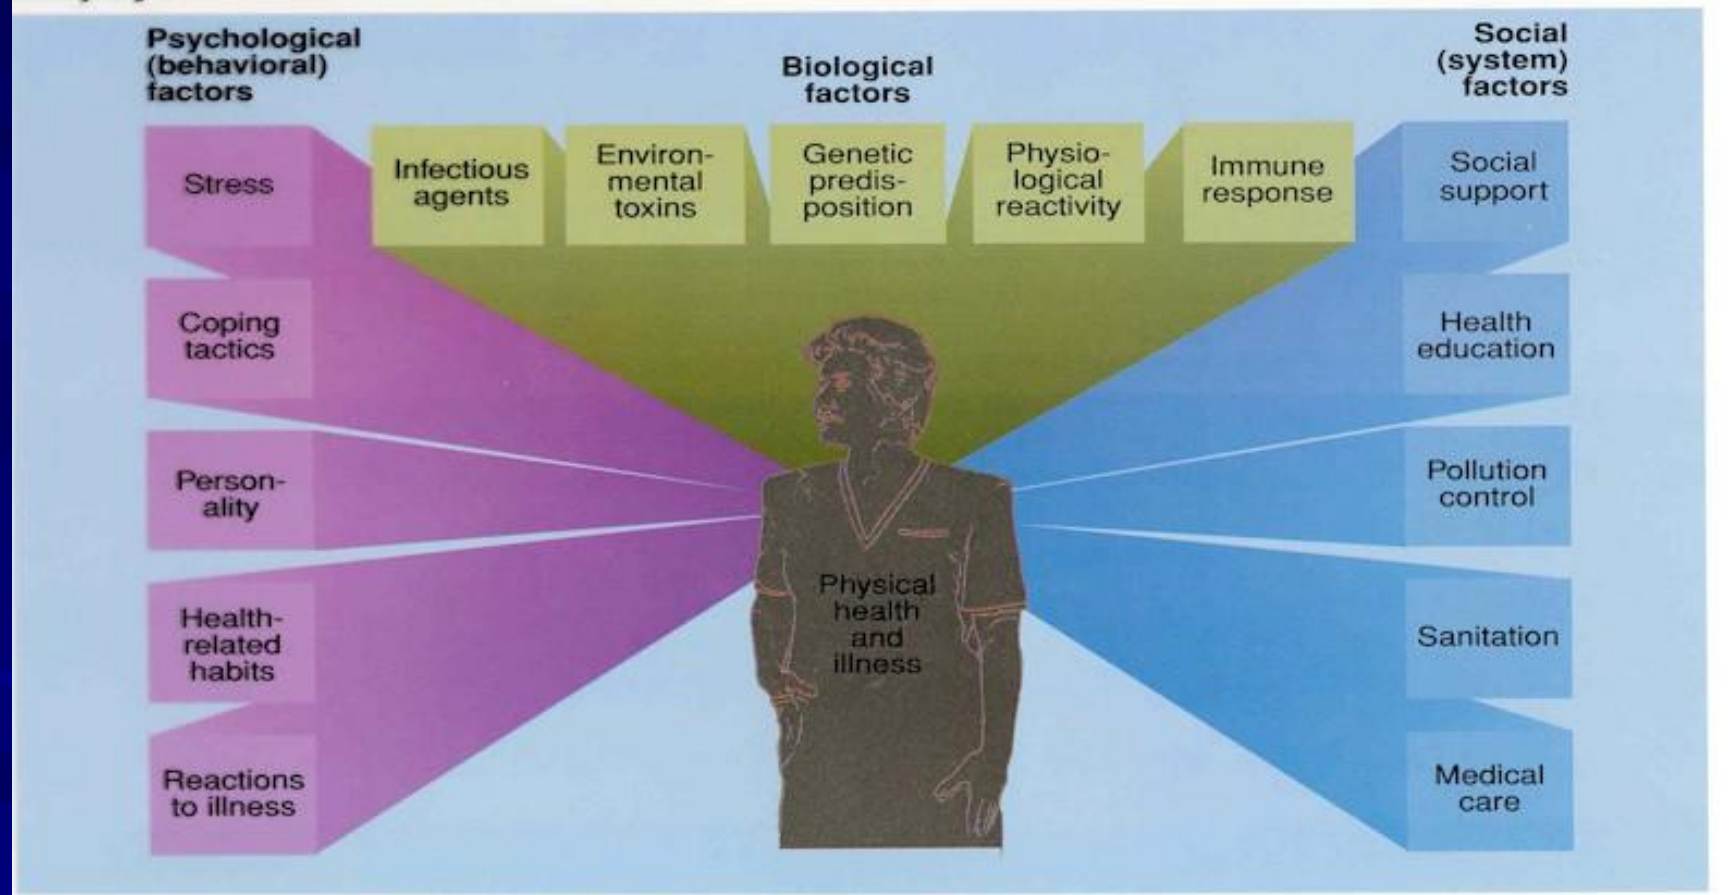 Psychological
(behavioral)
factors
Biological
factors
Social
(system)
factors
Stress
Infectious
agents
Environ-
mental
toxins
Genetic
predis-
position
Physio-
logical
reactivity
Immune
response
Social
support
Coping
tactics
Health
education
Person-
ality
Pollution
control
Health-
related
habits
Physical
health
and
illness
Sanitation
Reactions
to illness
Medical
care